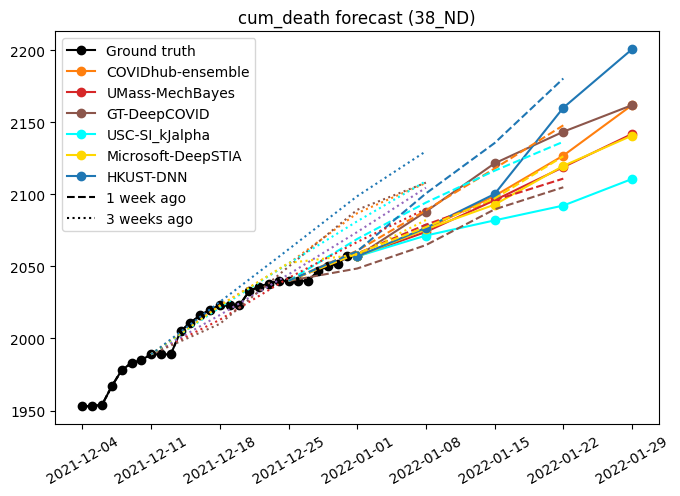 cum_death forecast (38_ND)
2200
2150
2100
2050
2000
1950
Ground truth
COVIDhub-ensemble
UMass-MechBayes
GT-DeepCOVID
USC-SI_kJalpha
Microsoft-DeepSTIA
HKUST-DNN
1 week ago
3 weeks ago
2021-12-04
2021-12-11
2021-12-18
2021-12-25
2022-01-01
2022-01-08
2022-01-15
2022-01-22
2022-01-29